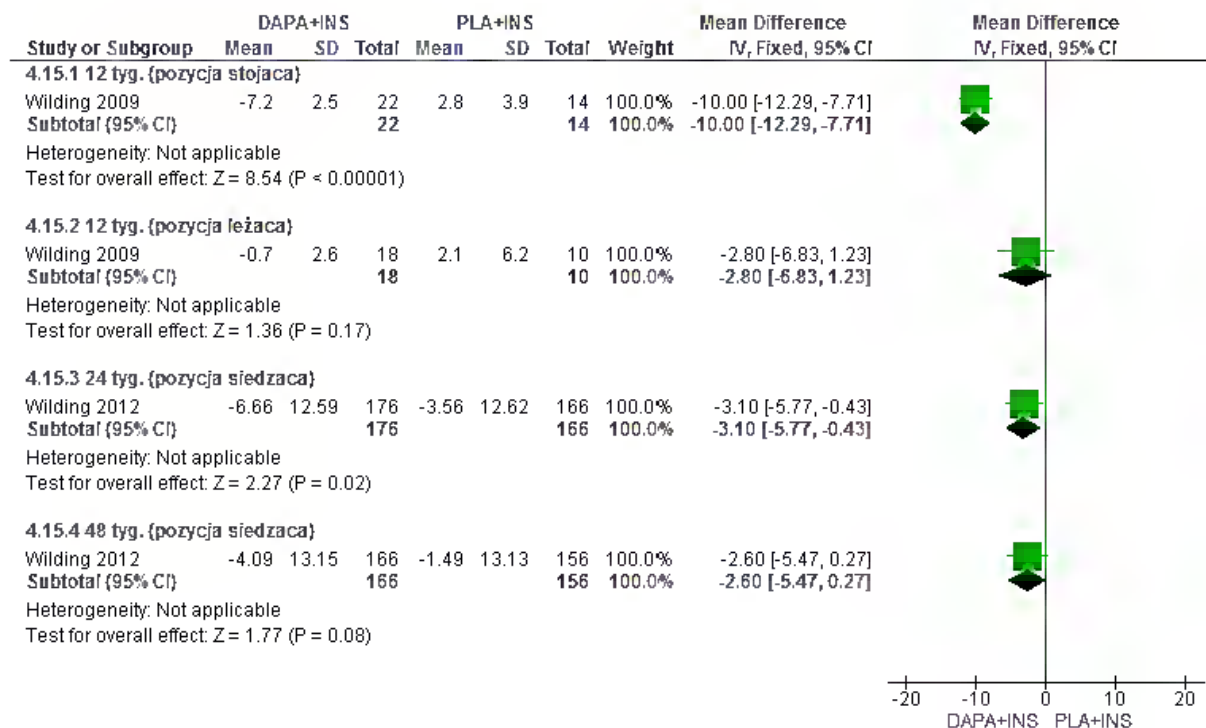 DAPA+INS PLA+INS Mean Difference Mean Difference
Study or Subgroup Mean SD Total Mean SD Total Weight IV, Fixed, 95% CI IV, Fixed, 95% CI
4.15.1 12 tyg. (pozycja stojaca)
Wilding 2009 -7.2 2.5 22 2.8 3.9 14 100.0% -10.00 [-12.29, -7.71]
Subtotal (95% CI) 22 14 100.0% -10.00 [-12.29, -7.71]
Heterogeneity: Not applicable
Test for overall effect: Z = 8.54 (P < 0.00001)
4.15.2 12 tyg. (pozycja leżaca)
Wilding 2009 -0.7 2.6 18 2.1 6.2 10 100.0% -2.80 [-6.83, 1.23]
Subtotal (95% CI) 18 10 100.0% -2.80 [-6.83, 1.23]
Heterogeneity: Not applicable
Test for overall effect: Z = 1.36 (P = 0.17)
4.15.3 24 tyg. (pozycja siedzaca)
Wilding 2012 -6.66 12.59 176 -3.56 12.62 166 100.0% -3.10 [-5.77, -0.43]
Subtotal (95% CI) 176 166 100.0% -3.10 [-5.77, -0.43]
Heterogeneity: Not applicable
Test for overall effect: Z = 2.27 (P = 0.02)
4.15.4 48 tyg. (pozycja siedzaca)
Wilding 2012 -4.09 13.15 166 -1.49 13.13 156 100.0% -2.60 [-5.47, 0.27]
Subtotal (95% CI) 166 156 100.0% -2.60 [-5.47, 0.27]
Heterogeneity: Not applicable
Test for overall effect: Z = 1.77 (P = 0.08)
-20 -10 0 10 20
DAPA+INS PLA+INS